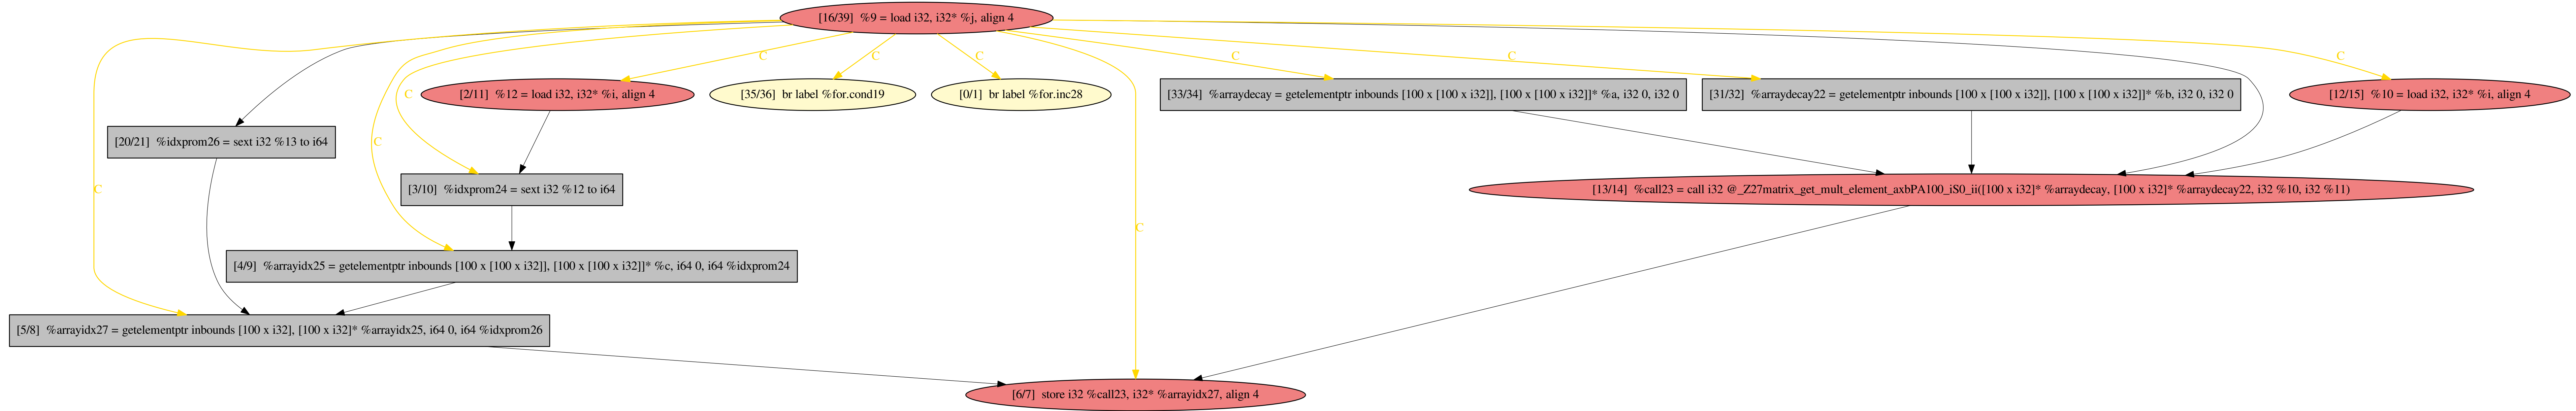 [16/39] %9 = load i32, i32* %j, align 4
C
C
C
C
C
C
[2/11] %12 = load i32, i32* %i, align 4
[35/36] br label %for.cond19
[0/1] br label %for.inc28
[33/34] %arraydecay = getelementptr inbounds [100 x [100 x i32]], [100 x [100 x i32]]* %a, i32 0, i32 0
[31/32] %arraydecay22 = getelementptr inbounds [100 x [100 x i32]], [100 x [100 x i32]]* %b, i32 0, i32 0
[12/15] %10 = load i32, i32* %i, align 4
C
[20/21] %idxprom26 = sext i32 %13 to i64
C
C
[3/10] %idxprom24 = sext i32 %12 to i64
[13/14] %call23 = call i32 @_Z27matrix_get_mult_element_axbPA100_iS0_ii([100 x i32]* %arraydecay, [100 x i32]* %arraydecay22, i32 %10, i32 %11)
C
[4/9] %arrayidx25 = getelementptr inbounds [100 x [100 x i32]], [100 x [100 x i32]]* %c, i64 0, i64 %idxprom24
[5/8] %arrayidx27 = getelementptr inbounds [100 x i32], [100 x i32]* %arrayidx25, i64 0, i64 %idxprom26
[6/7] store i32 %call23, i32* %arrayidx27, align 4